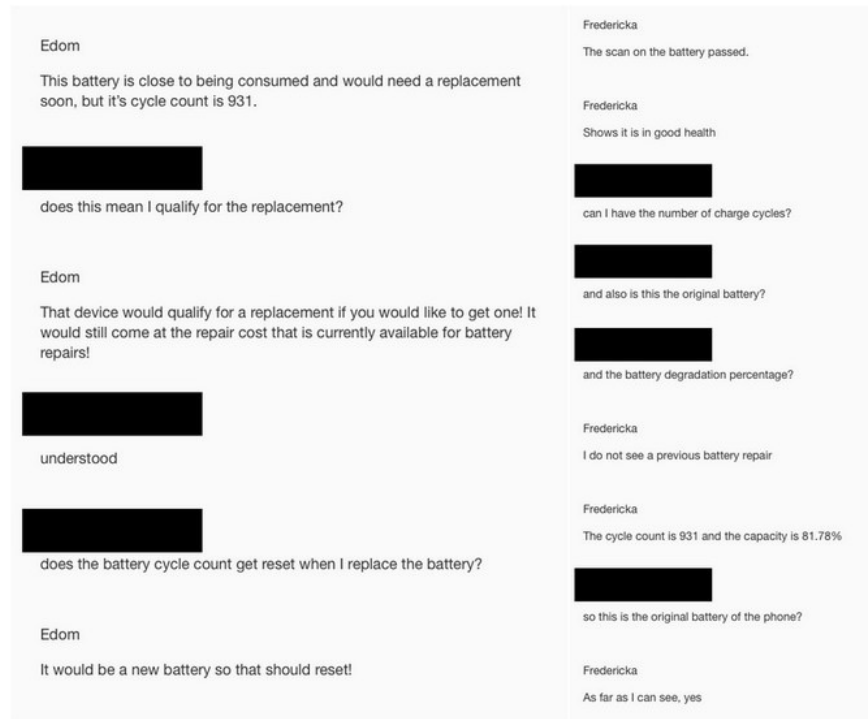 Edom
This battery is close to being consumed and would need a replacement
soon, but it's cycle count is 931.
does this mean I qualify for the replacement?
Edom
That device would qualify for a replacement if you would like to get one! It
would still come at the repair cost that is currently available for battery
repairs!
understood
does the battery cycle count get reset when I replace the battery?
Edom
It would be a new battery so that should reset!
Fredericka
The scan on the battery passed.
Fredericka
Shows it is in good health
can I have the number of charge cycles?
and also is this the original battery?
and the battery degradation percentage?
Fredericka
I do not see a previous battery repair
Fredericka
The cycle count is 931 and the capacity is 81.78%
so this is the original battery of the phone?
Fredericka
As far as I can see, yes